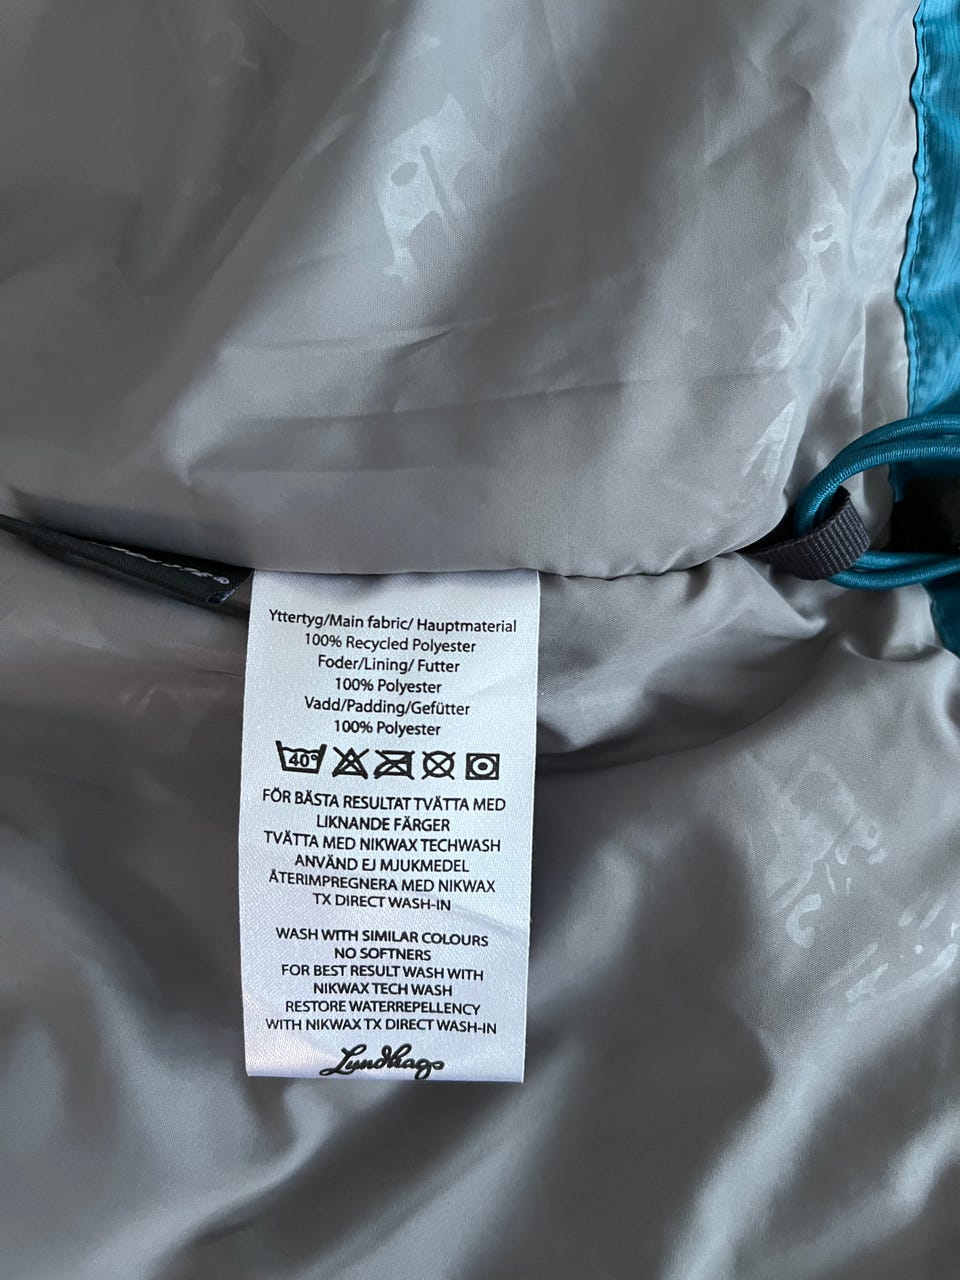 Yttertyg/Main fabric/ Hauptmaterial
100% Recycled Polyester
Foder/Lining/ Futter
100% Polyester
Vadd/Padding/Gefütter
100% Polyester
40°
FÖR BÄSTA RESULTAT TVÄTTA MED
LIKNANDE FÄRGER
TVÄTTA MED NIKWAX TECHWASH
ANVÄND EJ MJUKMEDEL
ÅTERIMPREGNERA MED NIKWAX
TX DIRECT WASH-IN
WASH WITH SIMILAR COLOURS
NO SOFTNERS
FOR BEST RESULT WASH WITH
NIKWAX TECH WASH
RESTORE WATERREPELLENCY
WITH NIKWAX TX DIRECT WASH-IN
Lundhags